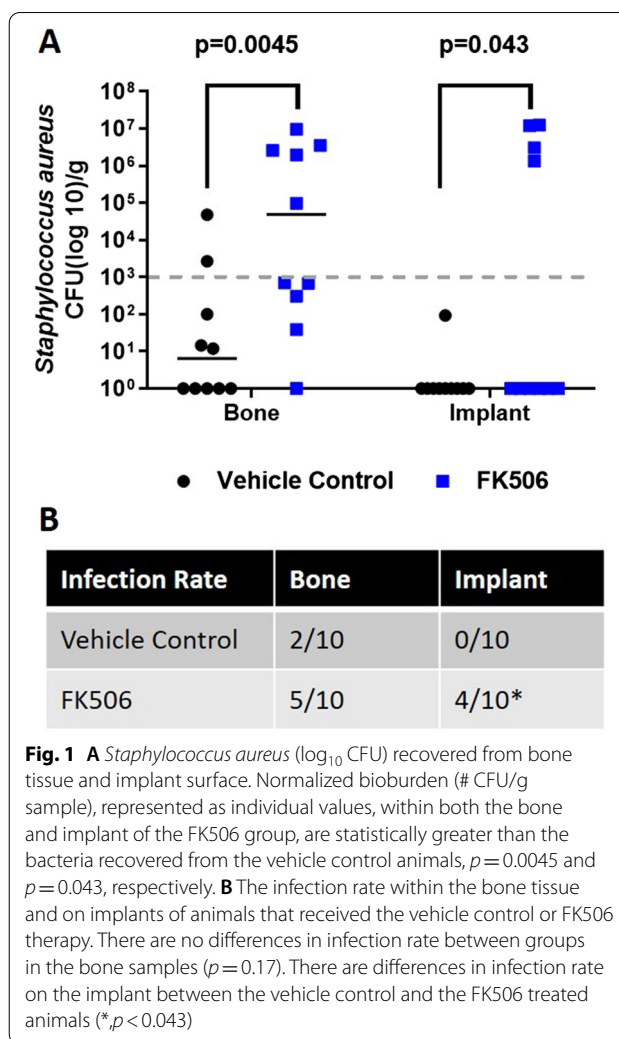 A
p=0.0045 p=0.043
Staphylococcus aureus
CFU(log 10)/g
10⁸
10⁷
10⁶
10⁵
10⁴
10³
10²
10¹
10⁰
Bone Implant
Vehicle Control FK506
B
Infection Rate Bone Implant
Vehicle Control 2/10 0/10
FK506 5/10 4/10*
Fig. 1 A Staphylococcus aureus (log₁₀ CFU) recovered from bone
tissue and implant surface. Normalized bioburden (# CFU/g
sample), represented as individual values, within both the bone
and implant of the FK506 group, are statistically greater than the
bacteria recovered from the vehicle control animals, p = 0.0045 and
p = 0.043, respectively. B The infection rate within the bone tissue
and on implants of animals that received the vehicle control or FK506
therapy. There are no differences in infection rate between groups
in the bone samples (p = 0.17). There are differences in infection rate
on the implant between the vehicle control and the FK506 treated
animals (*,p < 0.043)